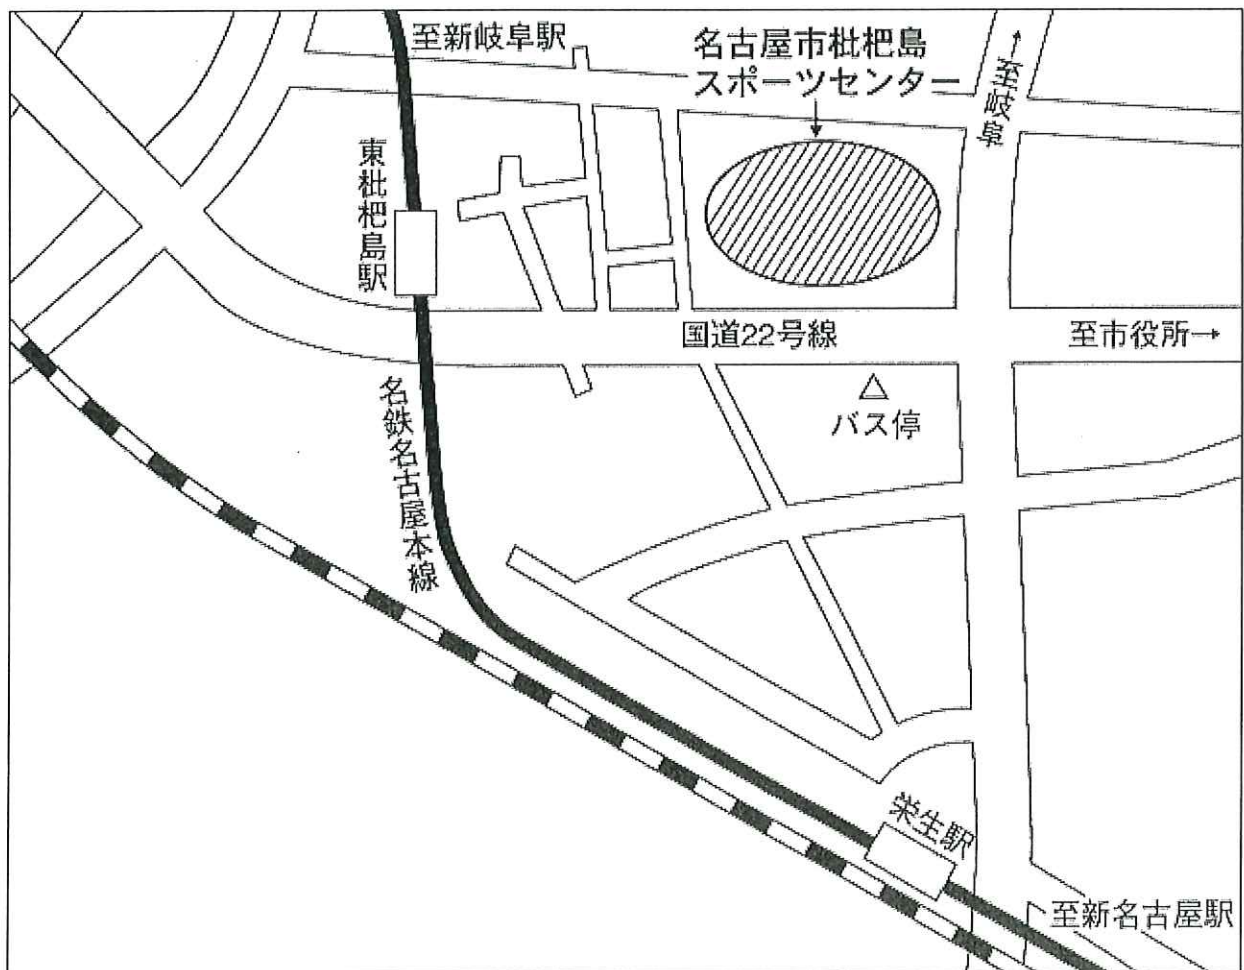 至新岐阜駅
名古屋市枇杷島
スポーツセンター
↑至岐阜
東枇杷島駅
国道22号線
至市役所→
バス停
名鉄名古屋本線
栄生駅
至新名古屋駅